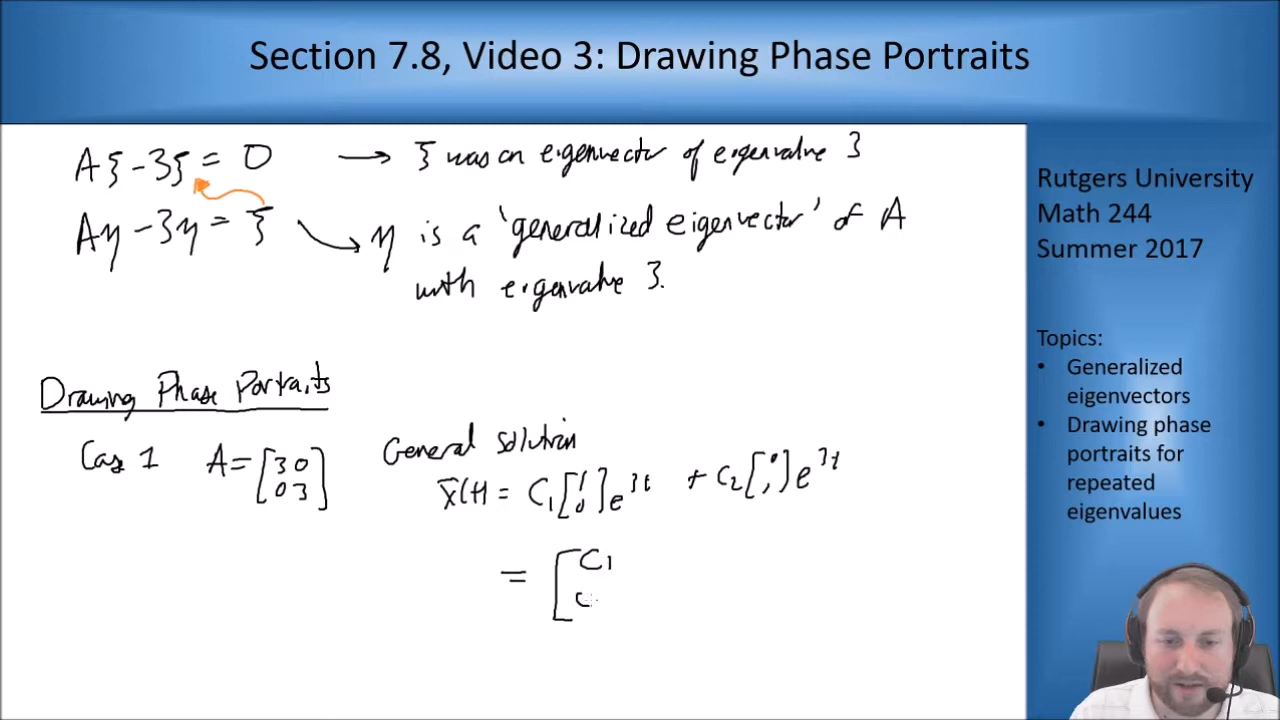 Section 7.8, Video 3: Drawing Phase Portraits
Aξ - 3ξ = 0 → ξ was an eigenvector of eigenvalue 3
Aη - 3η = ξ → η is a 'generalized eigenvector' of A
with eigenvalue 3.
Drawing Phase Portraits
Case 1 A = [3 0
0 3] General solution
x(t) = C1 [1
0] e^3t + C2 [0
1] e^3t
= [C1
C
Rutgers University
Math 244
Summer 2017
Topics:
• Generalized
eigenvectors
• Drawing phase
portraits for
repeated
eigenvalues